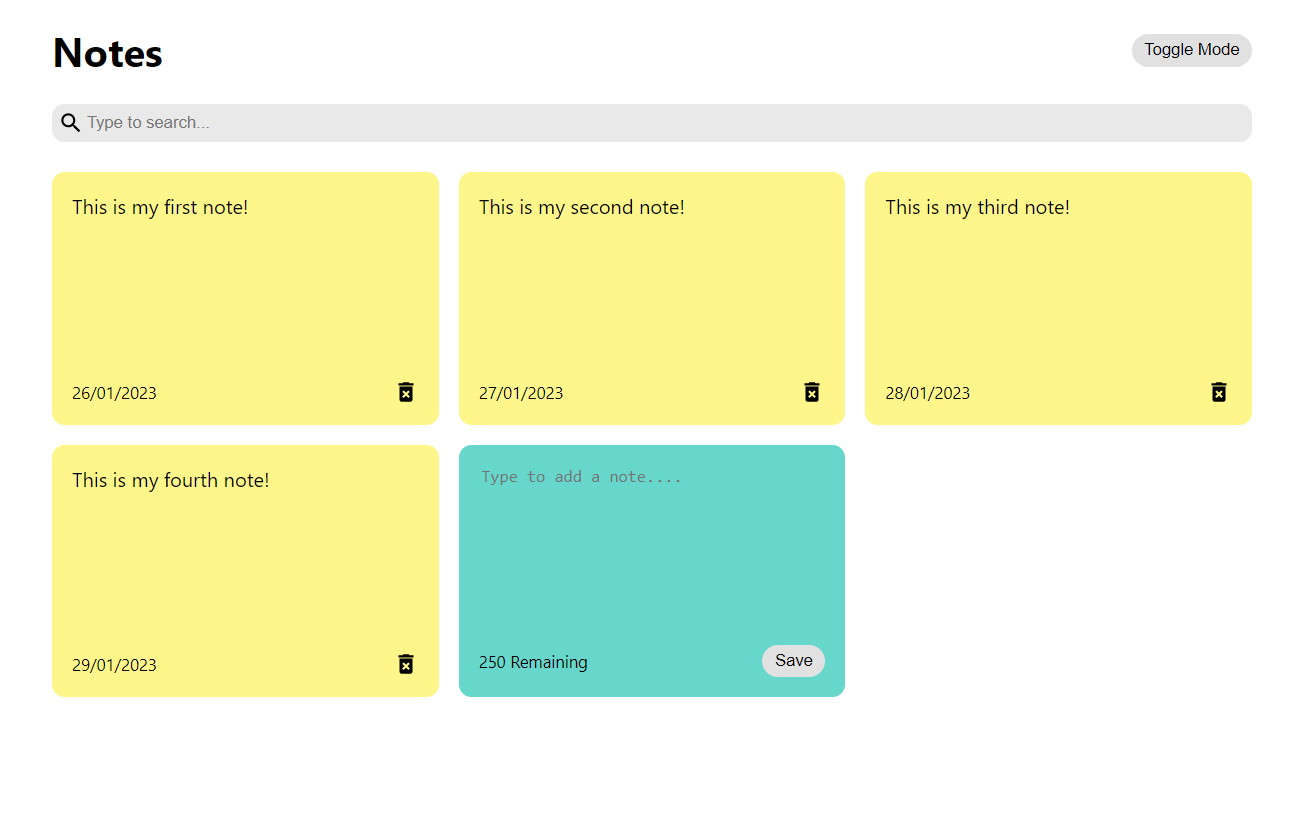 Notes
Toggle Mode
Type to search...
This is my first note!
This is my second note!
This is my third note!
26/01/2023
27/01/2023
28/01/2023
This is my fourth note!
Type to add a note....
29/01/2023
250 Remaining
Save